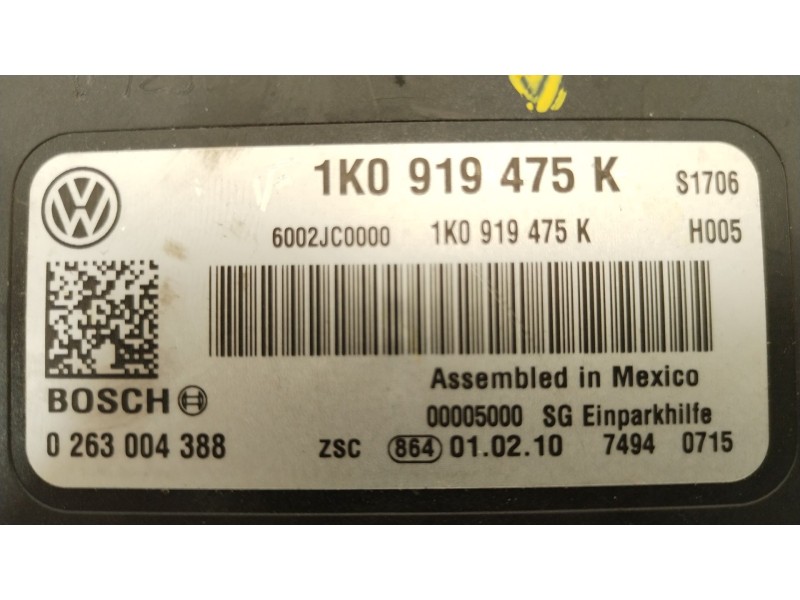 1K0 919 475 K S1706
6002JC0000 1K0 919 475 K H005
Assembled in Mexico
BOSCH 00005000 SG Einparkhilfe
0 263 004 388 ZSC 864 01.02.10 7494 0715